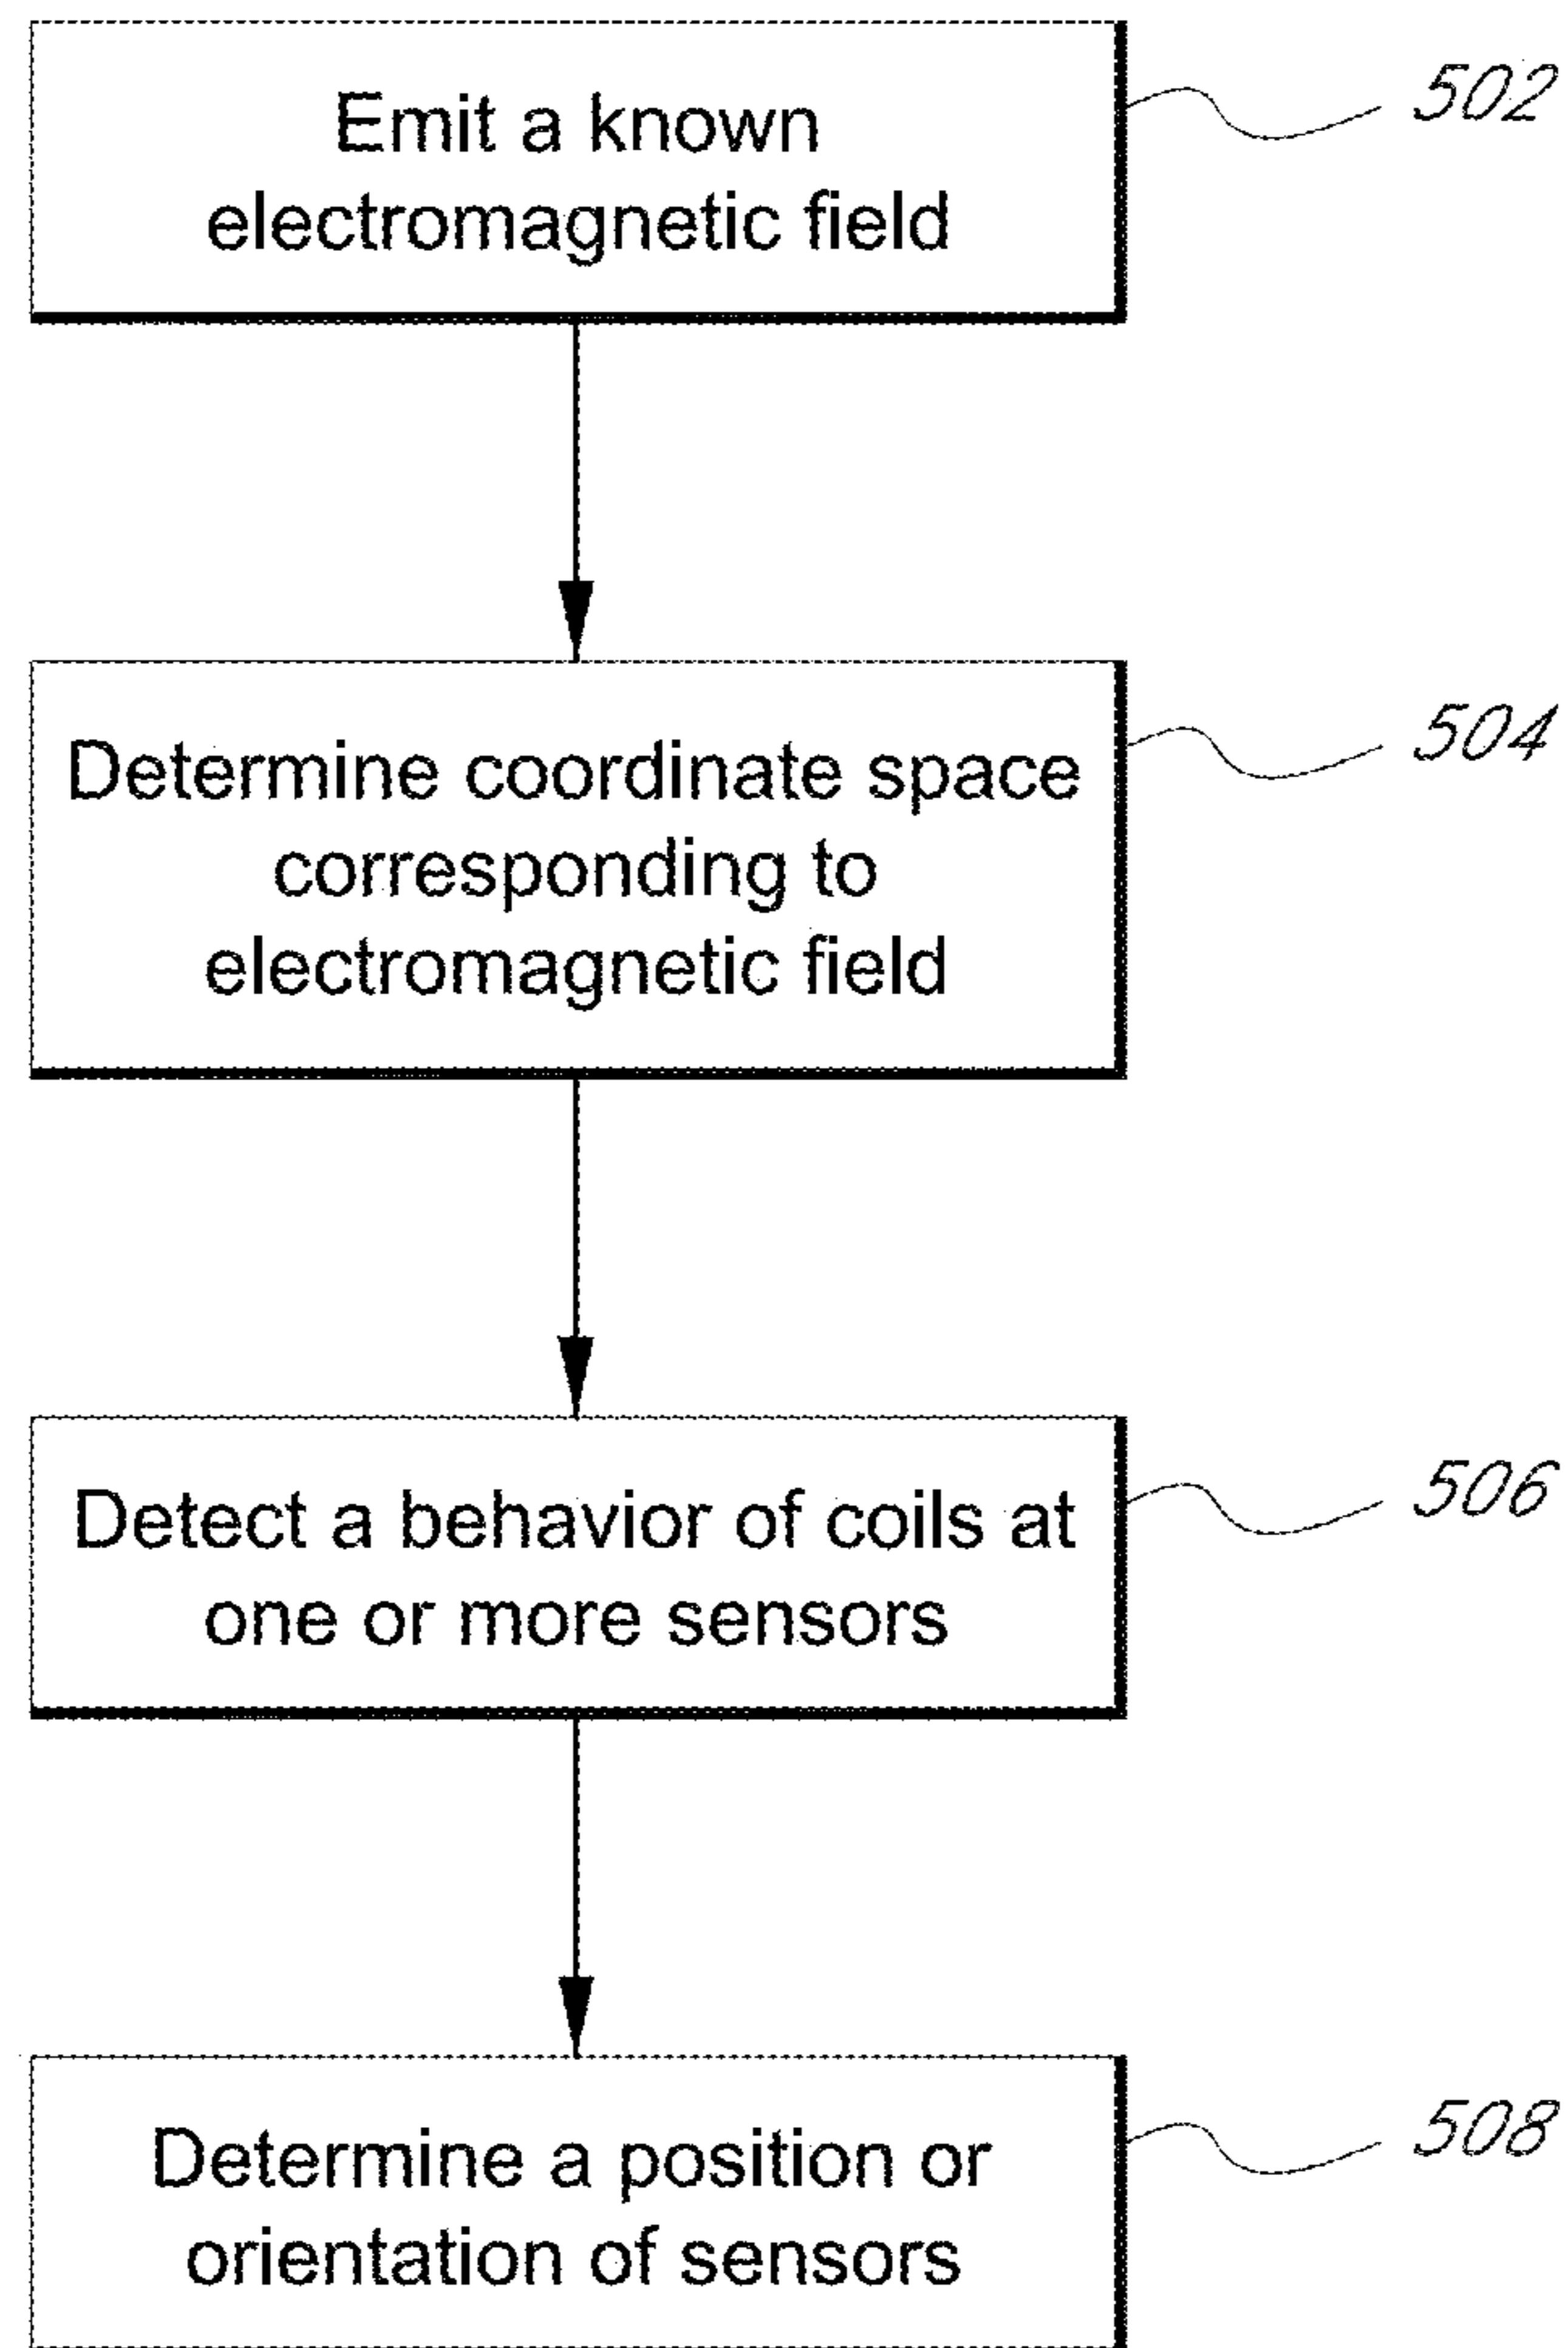 Emit a known
electromagnetic field
502
Determine coordinate space
corresponding to
electromagnetic field
504
Detect a behavior of coils at
one or more sensors
506
Determine a position or
orientation of sensors
508